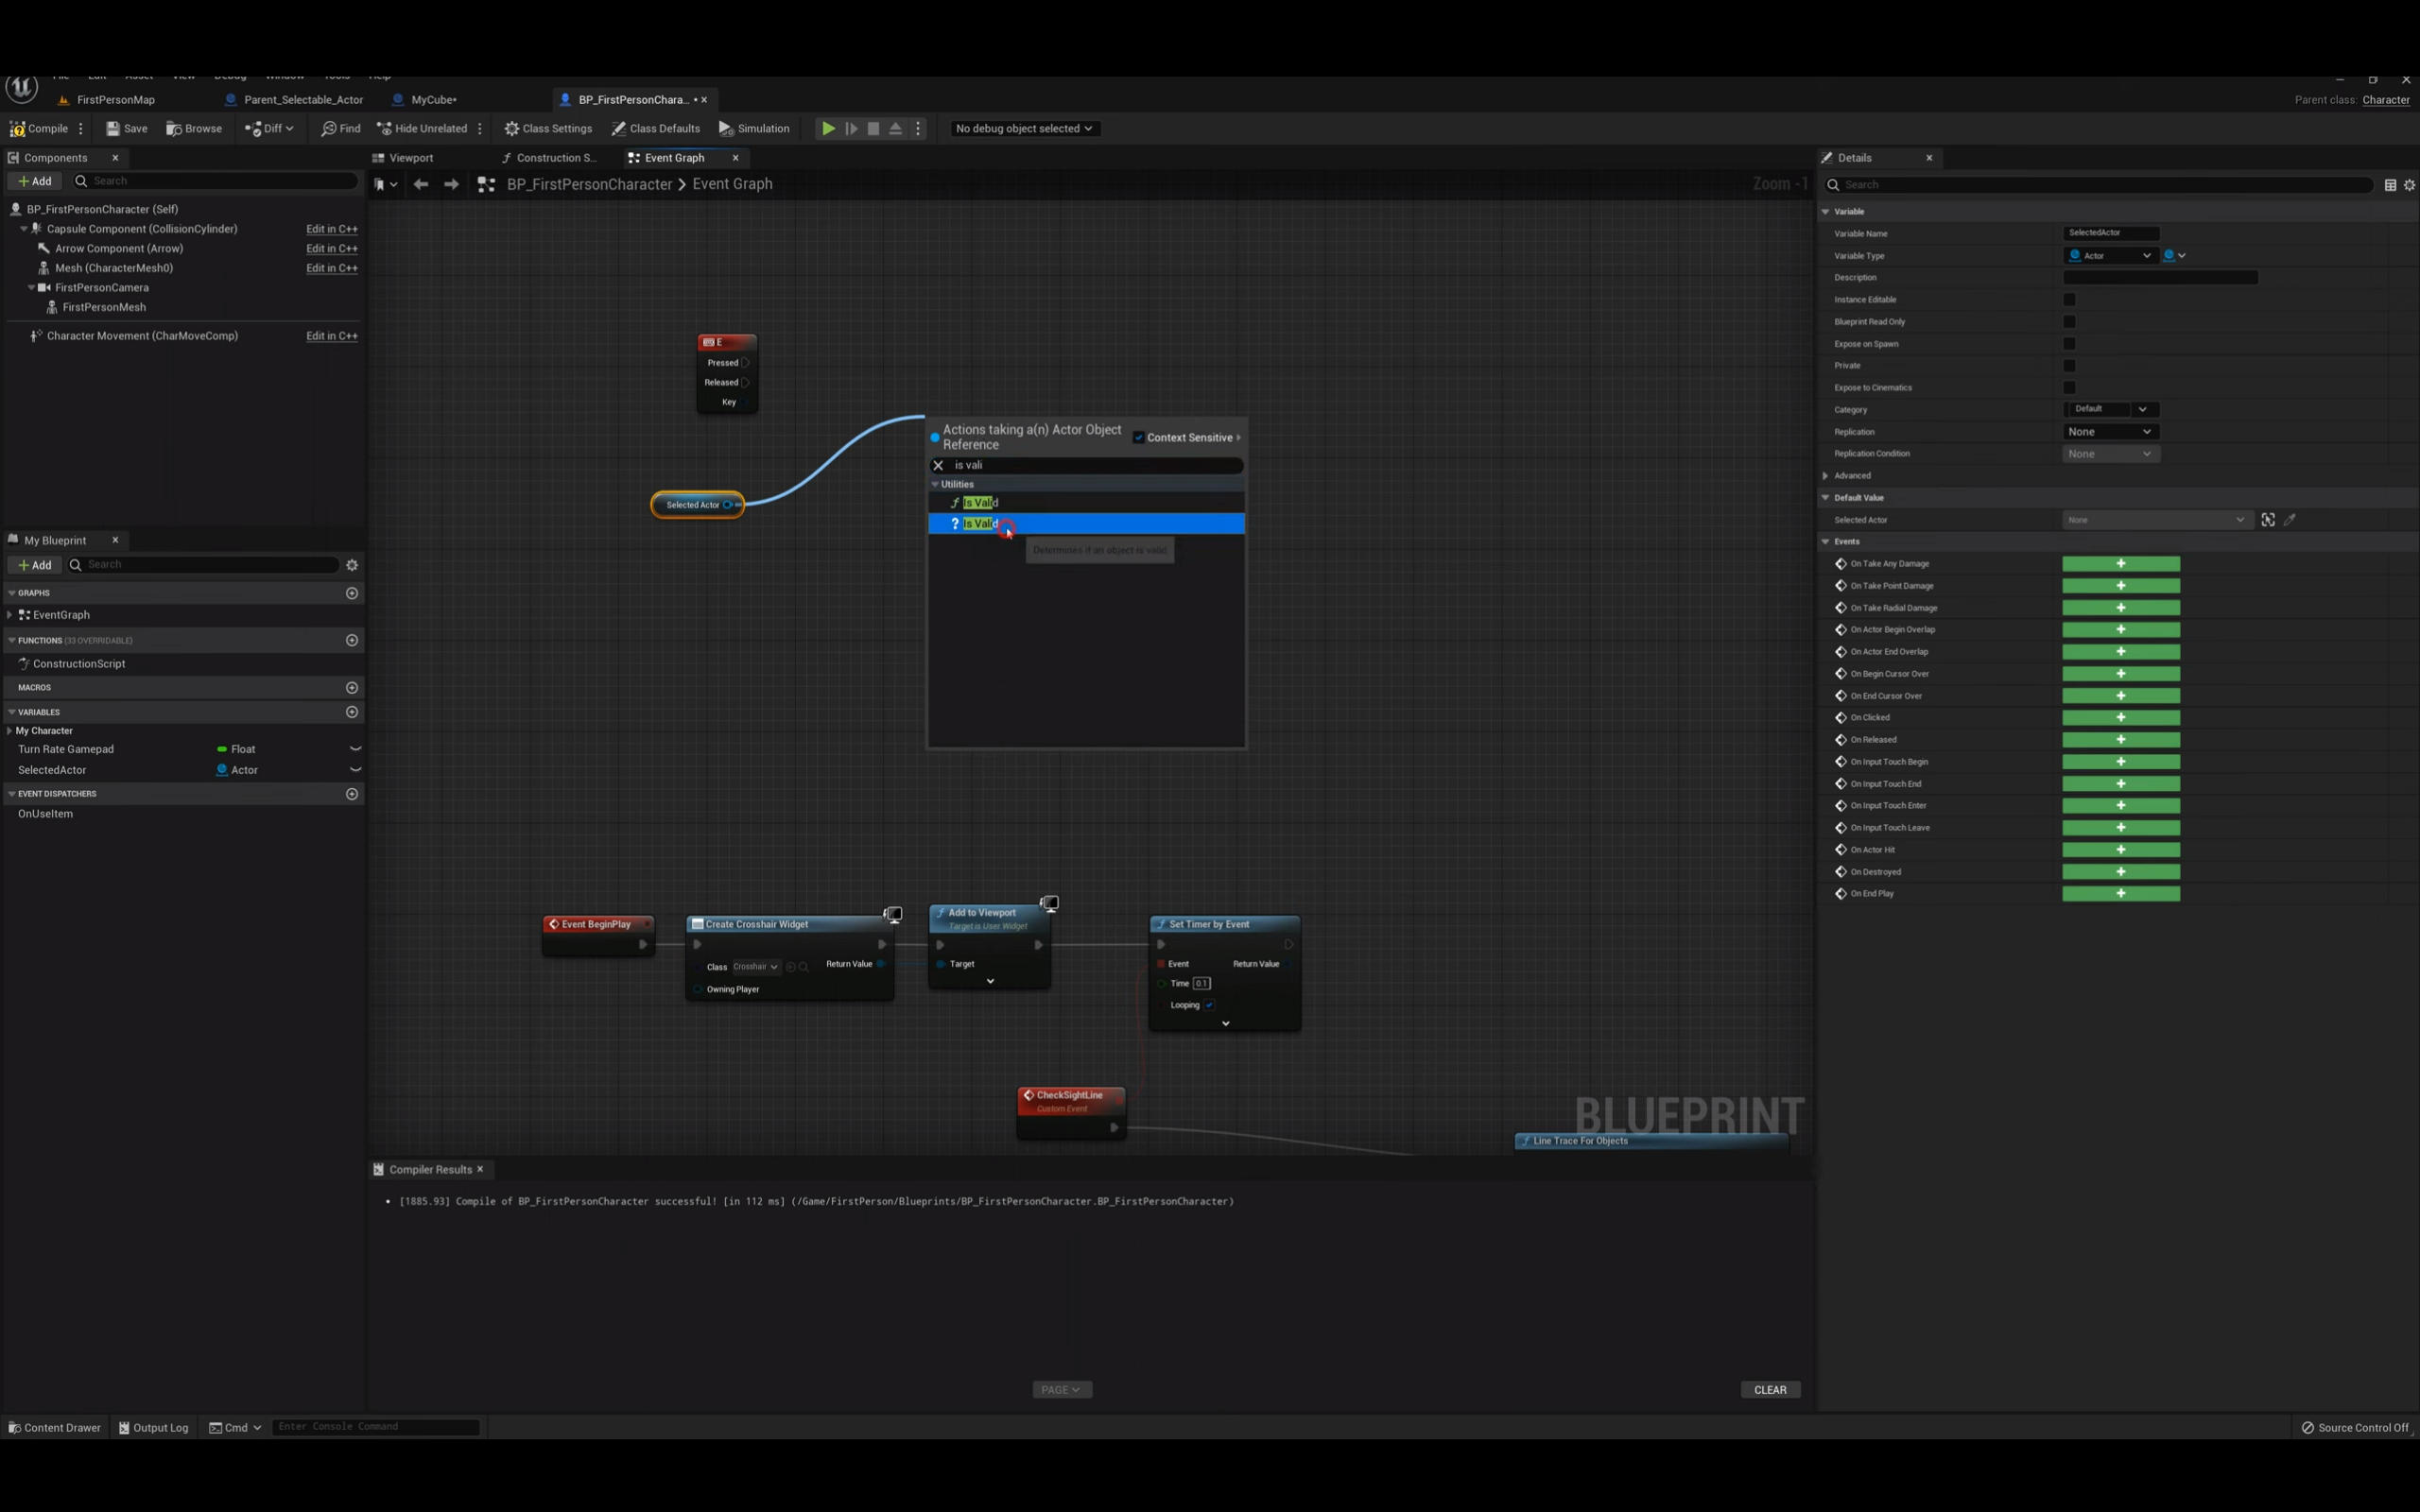 File Edit Asset View Debug Window Tools Help
FirstPersonMap Parent_Selectable_Actor MyCube• BP_FirstPersonChara... •
Parent class: Character
Compile Save Browse Diff Find Hide Unrelated Class Settings Class Defaults Simulation No debug object selected
Components
Add Search
BP_FirstPersonCharacter (Self)
Capsule Component (CollisionCylinder) Edit in C++
Arrow Component (Arrow) Edit in C++
Mesh (CharacterMesh0) Edit in C++
FirstPersonCamera
FirstPersonMesh
Character Movement (CharMoveComp) Edit in C++
My Blueprint
Add Search
GRAPHS
EventGraph
FUNCTIONS (33 OVERRIDABLE)
ConstructionScript
MACROS
VARIABLES
My Character
Turn Rate Gamepad Float
SelectedActor Actor
EVENT DISPATCHERS
OnUseItem
Viewport Construction S... Event Graph
BP_FirstPersonCharacter > Event Graph Zoom -1
E
Pressed
Released
Key
Selected Actor
Actions taking a(n) Actor Object
Reference
Context Sensitive
is vali
Utilities
Is Valid
Is Valid
Determines if an object is valid
Event BeginPlay
Create Crosshair Widget
Class Crosshair Return Value
Owning Player
Add to Viewport
Target is User Widget
Target
Set Timer by Event
Event Return Value
Time 0.1
Looping
CheckSightLine
Custom Event
BLUEPRINT
Line Trace For Objects
Compiler Results
• [1885.93] Compile of BP_FirstPersonCharacter successful! [in 112 ms] (/Game/FirstPerson/Blueprints/BP_FirstPersonCharacter.BP_FirstPersonCharacter)
PAGE CLEAR
Details
Search
Variable
Variable Name SelectedActor
Variable Type Actor
Description
Instance Editable
Blueprint Read Only
Expose on Spawn
Private
Expose to Cinematics
Category Default
Replication None
Replication Condition None
Advanced
Default Value
Selected Actor None
Events
On Take Any Damage
On Take Point Damage
On Take Radial Damage
On Actor Begin Overlap
On Actor End Overlap
On Begin Cursor Over
On End Cursor Over
On Clicked
On Released
On Input Touch Begin
On Input Touch End
On Input Touch Enter
On Input Touch Leave
On Actor Hit
On Destroyed
On End Play
Content Drawer Output Log Cmd Enter Console Command Source Control Off